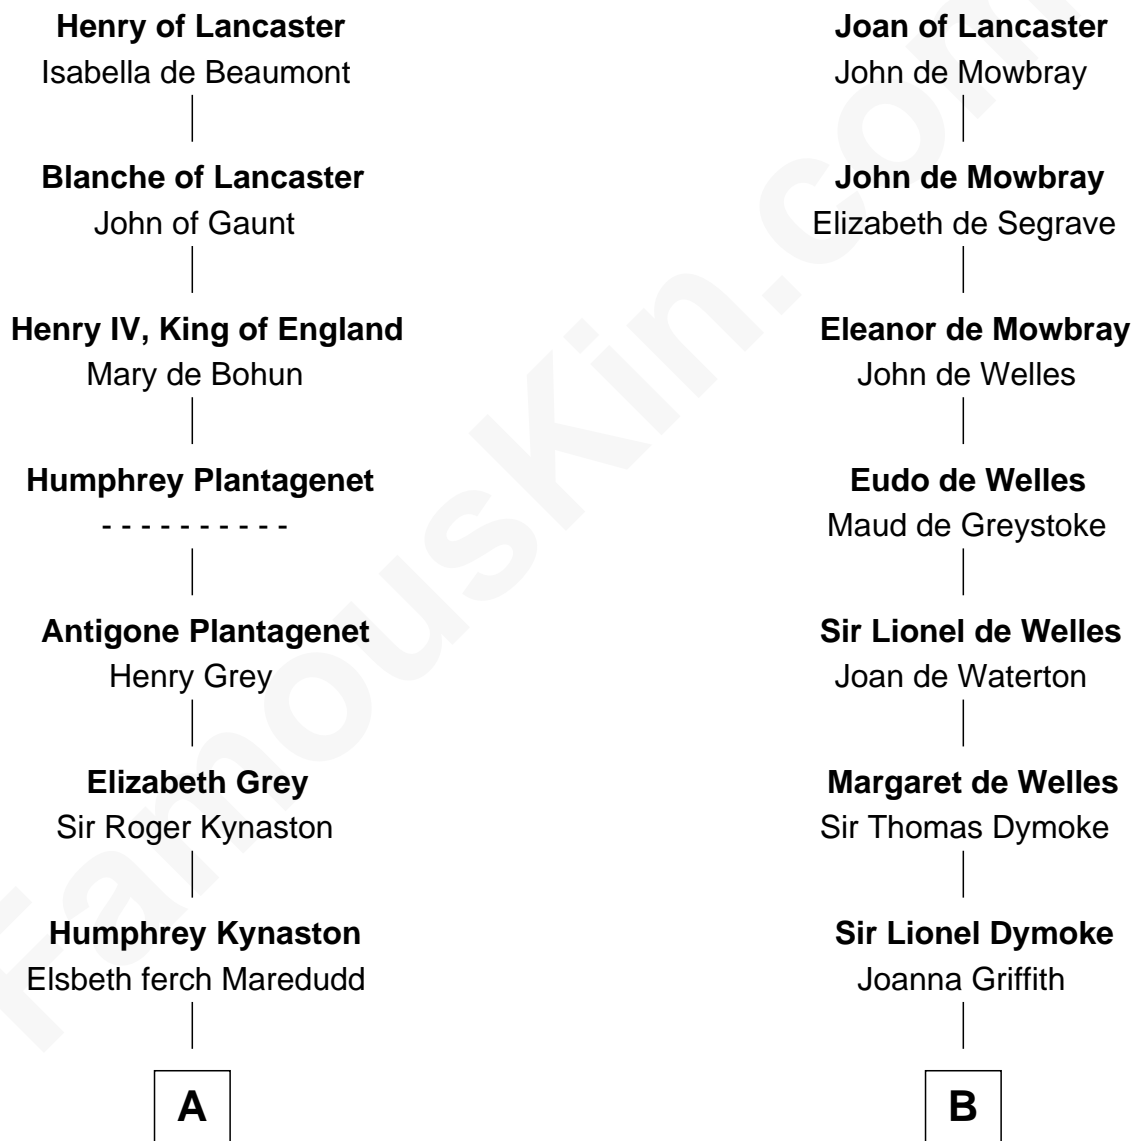 Henry of Lancaster
Isabella de Beaumont
Blanche of Lancaster
John of Gaunt
Henry IV, King of England
Mary de Bohun
Humphrey Plantagenet
- - - - - - - - - -
Antigone Plantagenet
Henry Grey
Elizabeth Grey
Sir Roger Kynaston
Humphrey Kynaston
Elsbeth ferch Maredudd
A
Joan of Lancaster
John de Mowbray
John de Mowbray
Elizabeth de Segrave
Eleanor de Mowbray
John de Welles
Eudo de Welles
Maud de Greystoke
Sir Lionel de Welles
Joan de Waterton
Margaret de Welles
Sir Thomas Dymoke
Sir Lionel Dymoke
Joanna Griffith
B
FamousKin.com